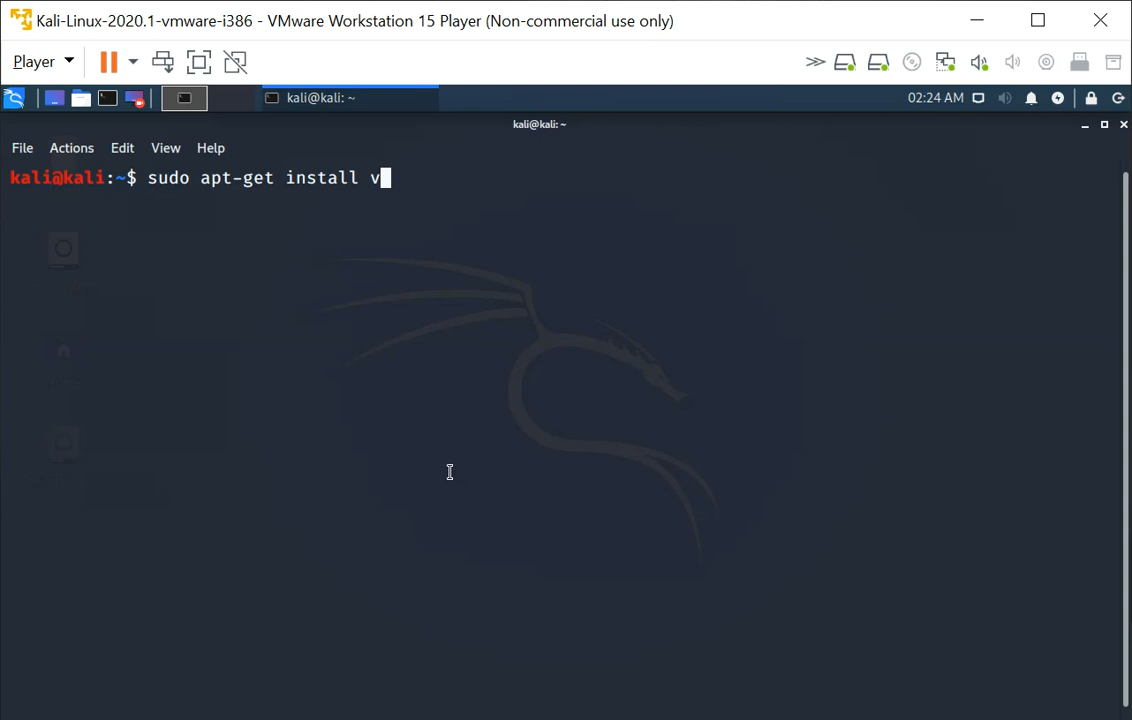 Kali-Linux-2020.1-vmware-i386 - VMware Workstation 15 Player (Non-commercial use only)
Player
kali@kali: ~
02:24 AM
kali@kali: ~
File Actions Edit View Help
kali@kali:~$ sudo apt-get install v